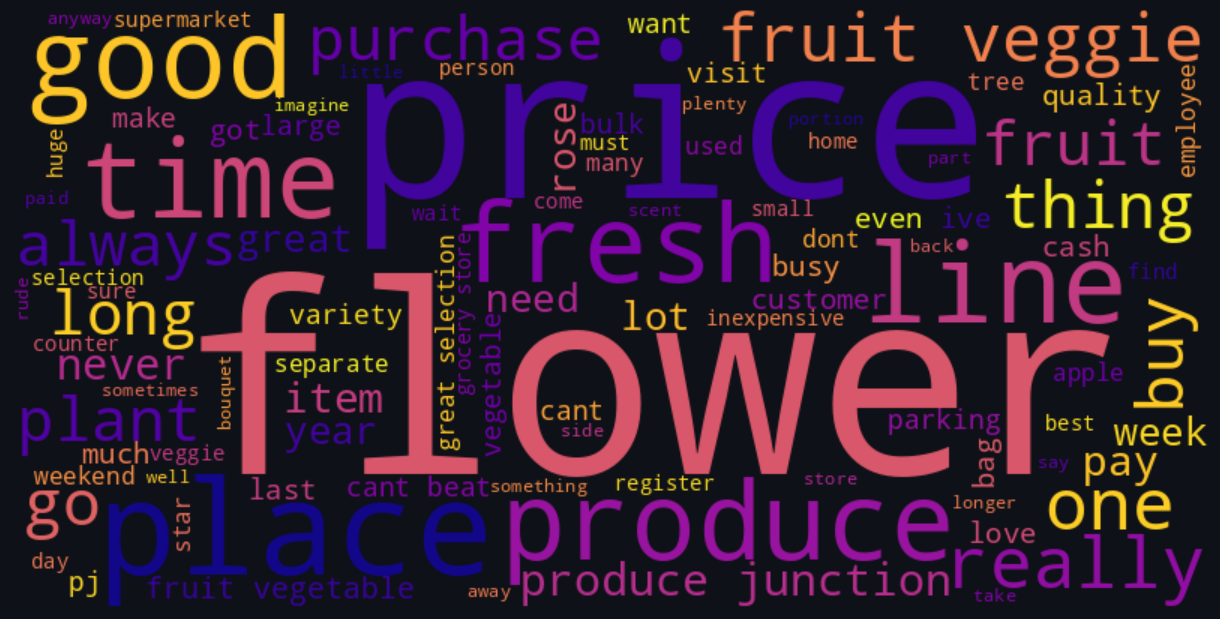 anyway supermarket
good
purchase
want
fruit veggie
little
person
visit
tree
quality
employee
price
imagine
plenty
make
got
large
huge
rose
bulk
must
many
used
portion
home
part
fruit
time
paid
wait
come
scent
small
even
ive
thing
always
great
fresh
dont
back
cash
line
busy
find
selection
sure
rude
long
great selection
grocery store
need
vegetable
lot
customer
inexpensive
variety
flower
buy
counter
never
separate
sometimes
bouquet
item
year
apple
cant
side
parking
best
week
plant
much
veggie
weekend
well
last
cant beat
something
register
store
bag
say
pay
go
place
star
produce
longer
one
love
day
pj
fruit vegetable
away
produce junction
really
take